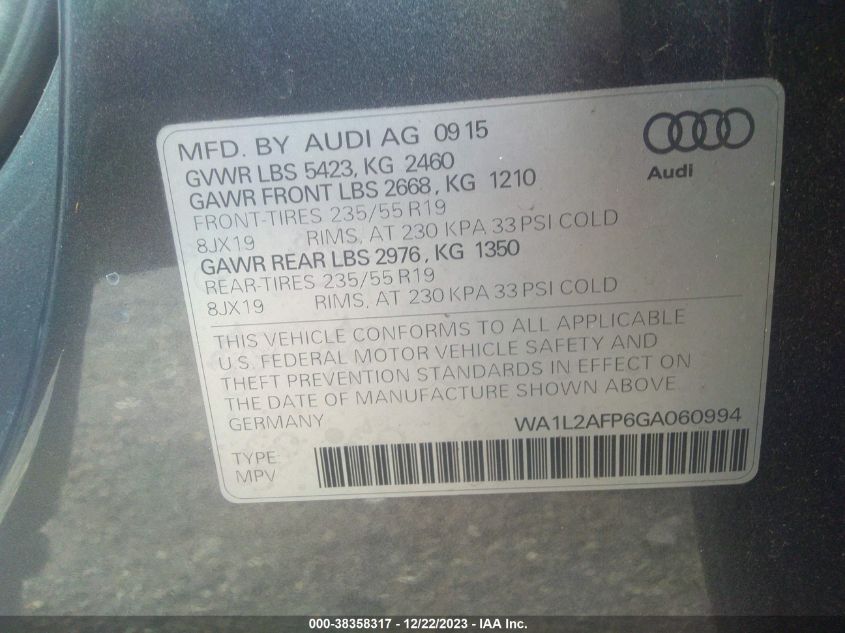 MFD. BY AUDI AG 09 15
GVWR LBS 5423, KG 2460
GAWR FRONT LBS 2668, KG 1210
FRONT-TIRES 235/55 R19
8JX19 RIMS, AT 230 KPA 33 PSI COLD
GAWR REAR LBS 2976, KG 1350
REAR-TIRES 235/55 R19
8JX19 RIMS, AT 230 KPA 33 PSI COLD
Audi
THIS VEHICLE CONFORMS TO ALL APPLICABLE
U.S. FEDERAL MOTOR VEHICLE SAFETY AND
THEFT PREVENTION STANDARDS IN EFFECT ON
THE DATE OF MANUFACTURE SHOWN ABOVE
GERMANY WA1L2AFP6GA060994
TYPE:
MPV
000-38358317 - 12/22/2023 - IAA Inc.